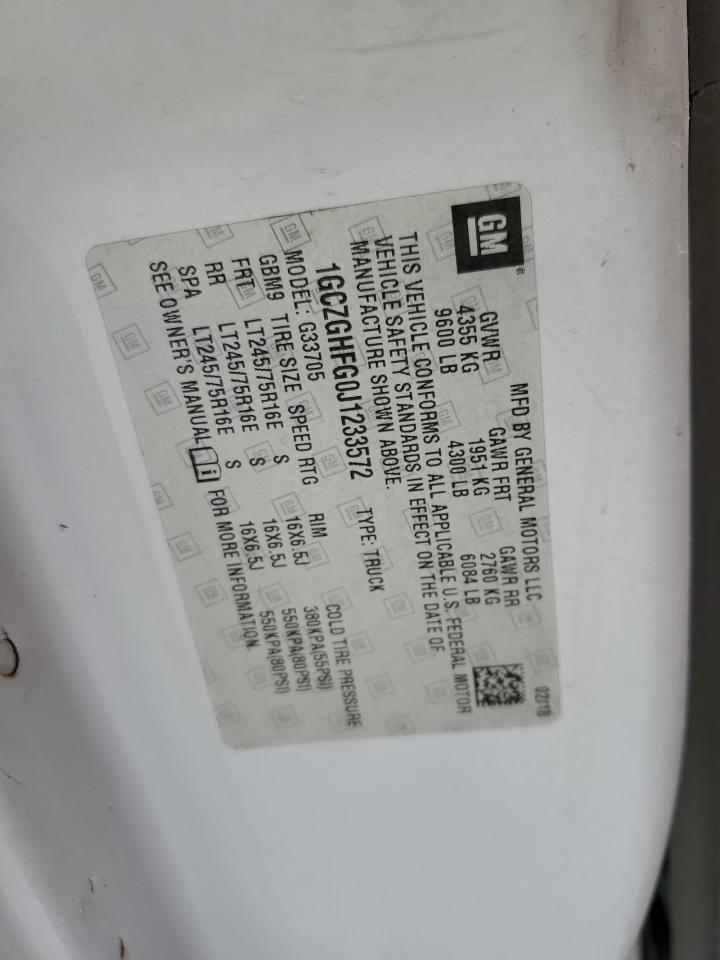 GM®
MFD BY GENERAL MOTORS LLC 02/18
GVWR GAWR FRT GAWR RR
4355 KG 1951 KG 2760 KG
9600 LB 4300 LB 6084 LB
THIS VEHICLE CONFORMS TO ALL APPLICABLE U.S. FEDERAL MOTOR
VEHICLE SAFETY STANDARDS IN EFFECT ON THE DATE OF
MANUFACTURE SHOWN ABOVE.
1GCZGHFG0J1233572 TYPE: TRUCK
MODEL: G33705
GBM9 TIRE SIZE SPEED RTG RIM COLD TIRE PRESSURE
FRT LT245/75R16E S 16X6.5J 380KPA(55PSI)
RR LT245/75R16E S 16X6.5J 550KPA(80PSI)
SPA LT245/75R16E S 16X6.5J 550KPA(80PSI)
SEE OWNER'S MANUAL i FOR MORE INFORMATION